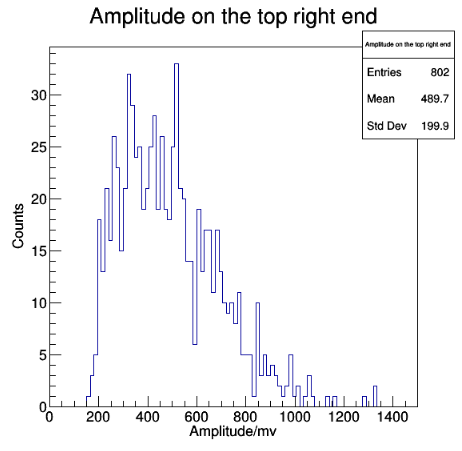 Amplitude on the top right end
Amplitude on the top right end
Entries 802
Mean 489.7
Std Dev 199.9
Counts
30
25
20
15
10
5
0
0 200 400 600 800 1000 1200 1400
Amplitude/mv